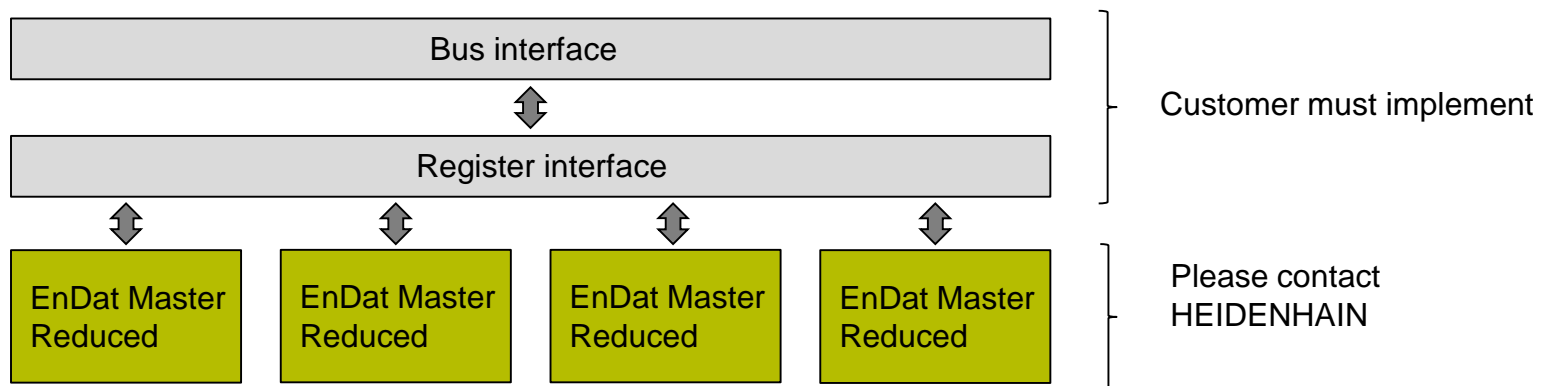 Bus interface
Customer must implement
Register interface
EnDat Master
Reduced
EnDat Master
Reduced
EnDat Master
Reduced
EnDat Master
Reduced
Please contact
HEIDENHAIN